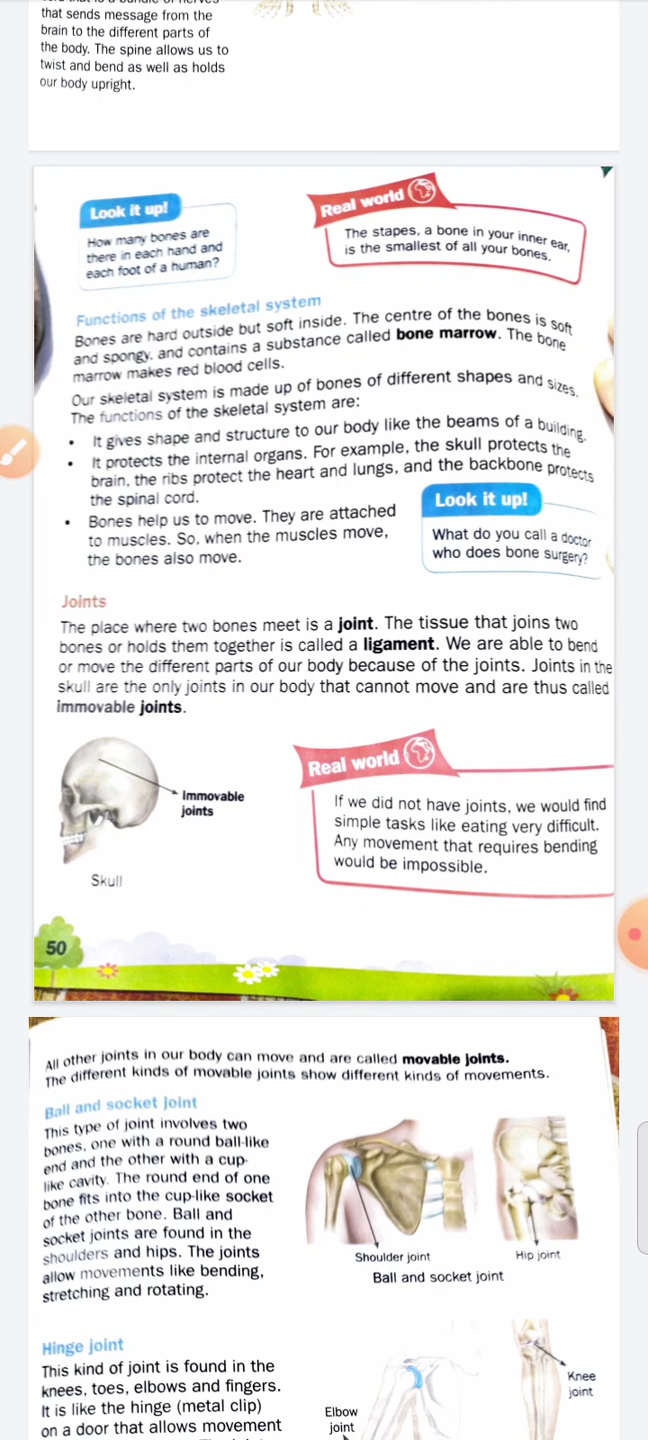 that sends message from the
brain to the different parts of
the body. The spine allows us to
twist and bend as well as holds
our body upright.
Look it up!
How many bones are
there in each hand and
each foot of a human?
Real world
The stapes, a bone in your inner ear,
is the smallest of all your bones.
Functions of the skeletal system
Bones are hard outside but soft inside. The centre of the bones is soft
and spongy, and contains a substance called bone marrow. The bone
marrow makes red blood cells.
Our skeletal system is made up of bones of different shapes and sizes.
The functions of the skeletal system are:
• It gives shape and structure to our body like the beams of a building.
• It protects the internal organs. For example, the skull protects the
brain, the ribs protect the heart and lungs, and the backbone protects
the spinal cord.
• Bones help us to move. They are attached
to muscles. So, when the muscles move,
the bones also move.
Look it up!
What do you call a doctor
who does bone surgery?
Joints
The place where two bones meet is a joint. The tissue that joins two
bones or holds them together is called a ligament. We are able to bend
or move the different parts of our body because of the joints. Joints in the
skull are the only joints in our body that cannot move and are thus called
immovable joints.
Immovable
joints
Skull
Real world
If we did not have joints, we would find
simple tasks like eating very difficult.
Any movement that requires bending
would be impossible.
50
All other joints in our body can move and are called movable joints.
The different kinds of movable joints show different kinds of movements.
Ball and socket joint
This type of joint involves two
bones, one with a round ball-like
end and the other with a cup-
like cavity. The round end of one
bone fits into the cup-like socket
of the other bone. Ball and
socket joints are found in the
shoulders and hips. The joints
allow movements like bending,
stretching and rotating.
Shoulder joint
Hip joint
Ball and socket joint
Hinge joint
This kind of joint is found in the
knees, toes, elbows and fingers.
It is like the hinge (metal clip)
on a door that allows movement
Elbow
joint
Knee
joint